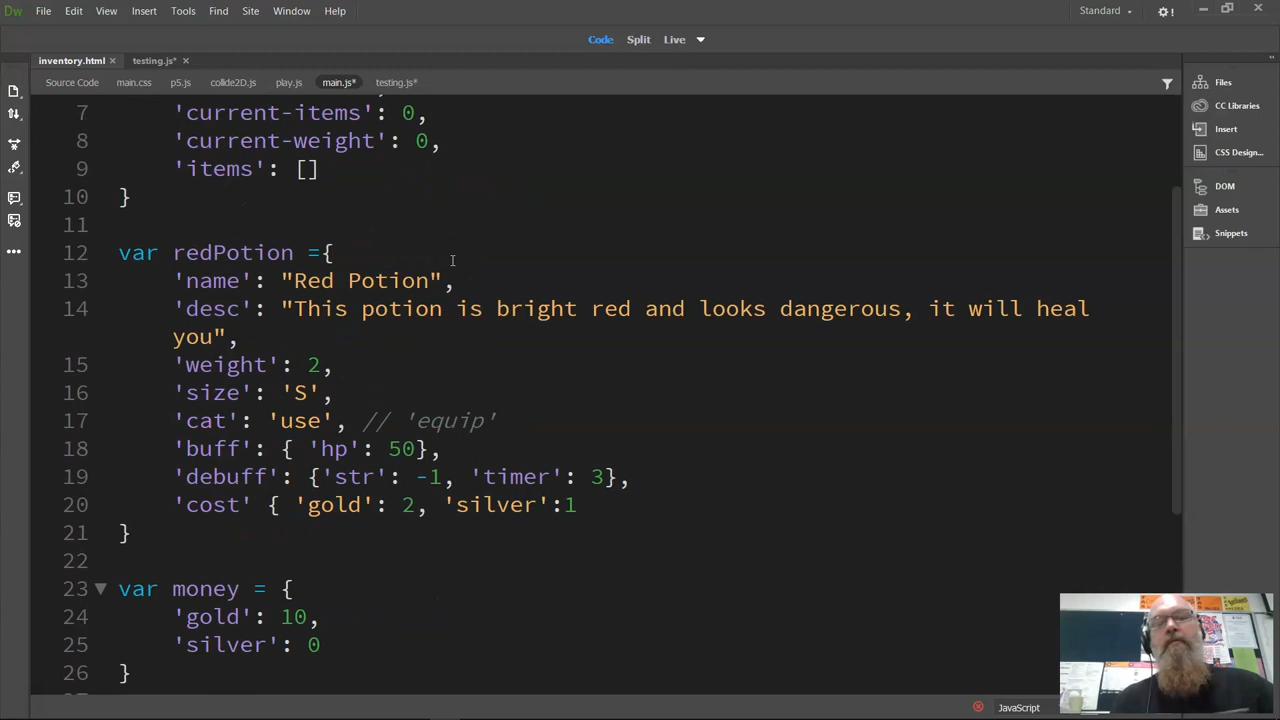 Dw File Edit View Insert Tools Find Site Window Help Standard
Code Split Live
inventory.html testing.js*
Source Code main.css p5.js collide2D.js play.js main.js* testing.js*
7 'current-items': 0,
8 'current-weight': 0,
9 'items': []
10 }
11
12 var redPotion ={
13 'name': "Red Potion",
14 'desc': "This potion is bright red and looks dangerous, it will heal
you",
15 'weight': 2,
16 'size': 'S',
17 'cat': 'use', // 'equip'
18 'buff': { 'hp': 50},
19 'debuff': {'str': -1, 'timer': 3},
20 'cost' { 'gold': 2, 'silver':1
21 }
22
23 var money = {
24 'gold': 10,
25 'silver': 0
26 }
Files
CC Libraries
Insert
CSS Design...
DOM
Assets
Snippets
JavaScript